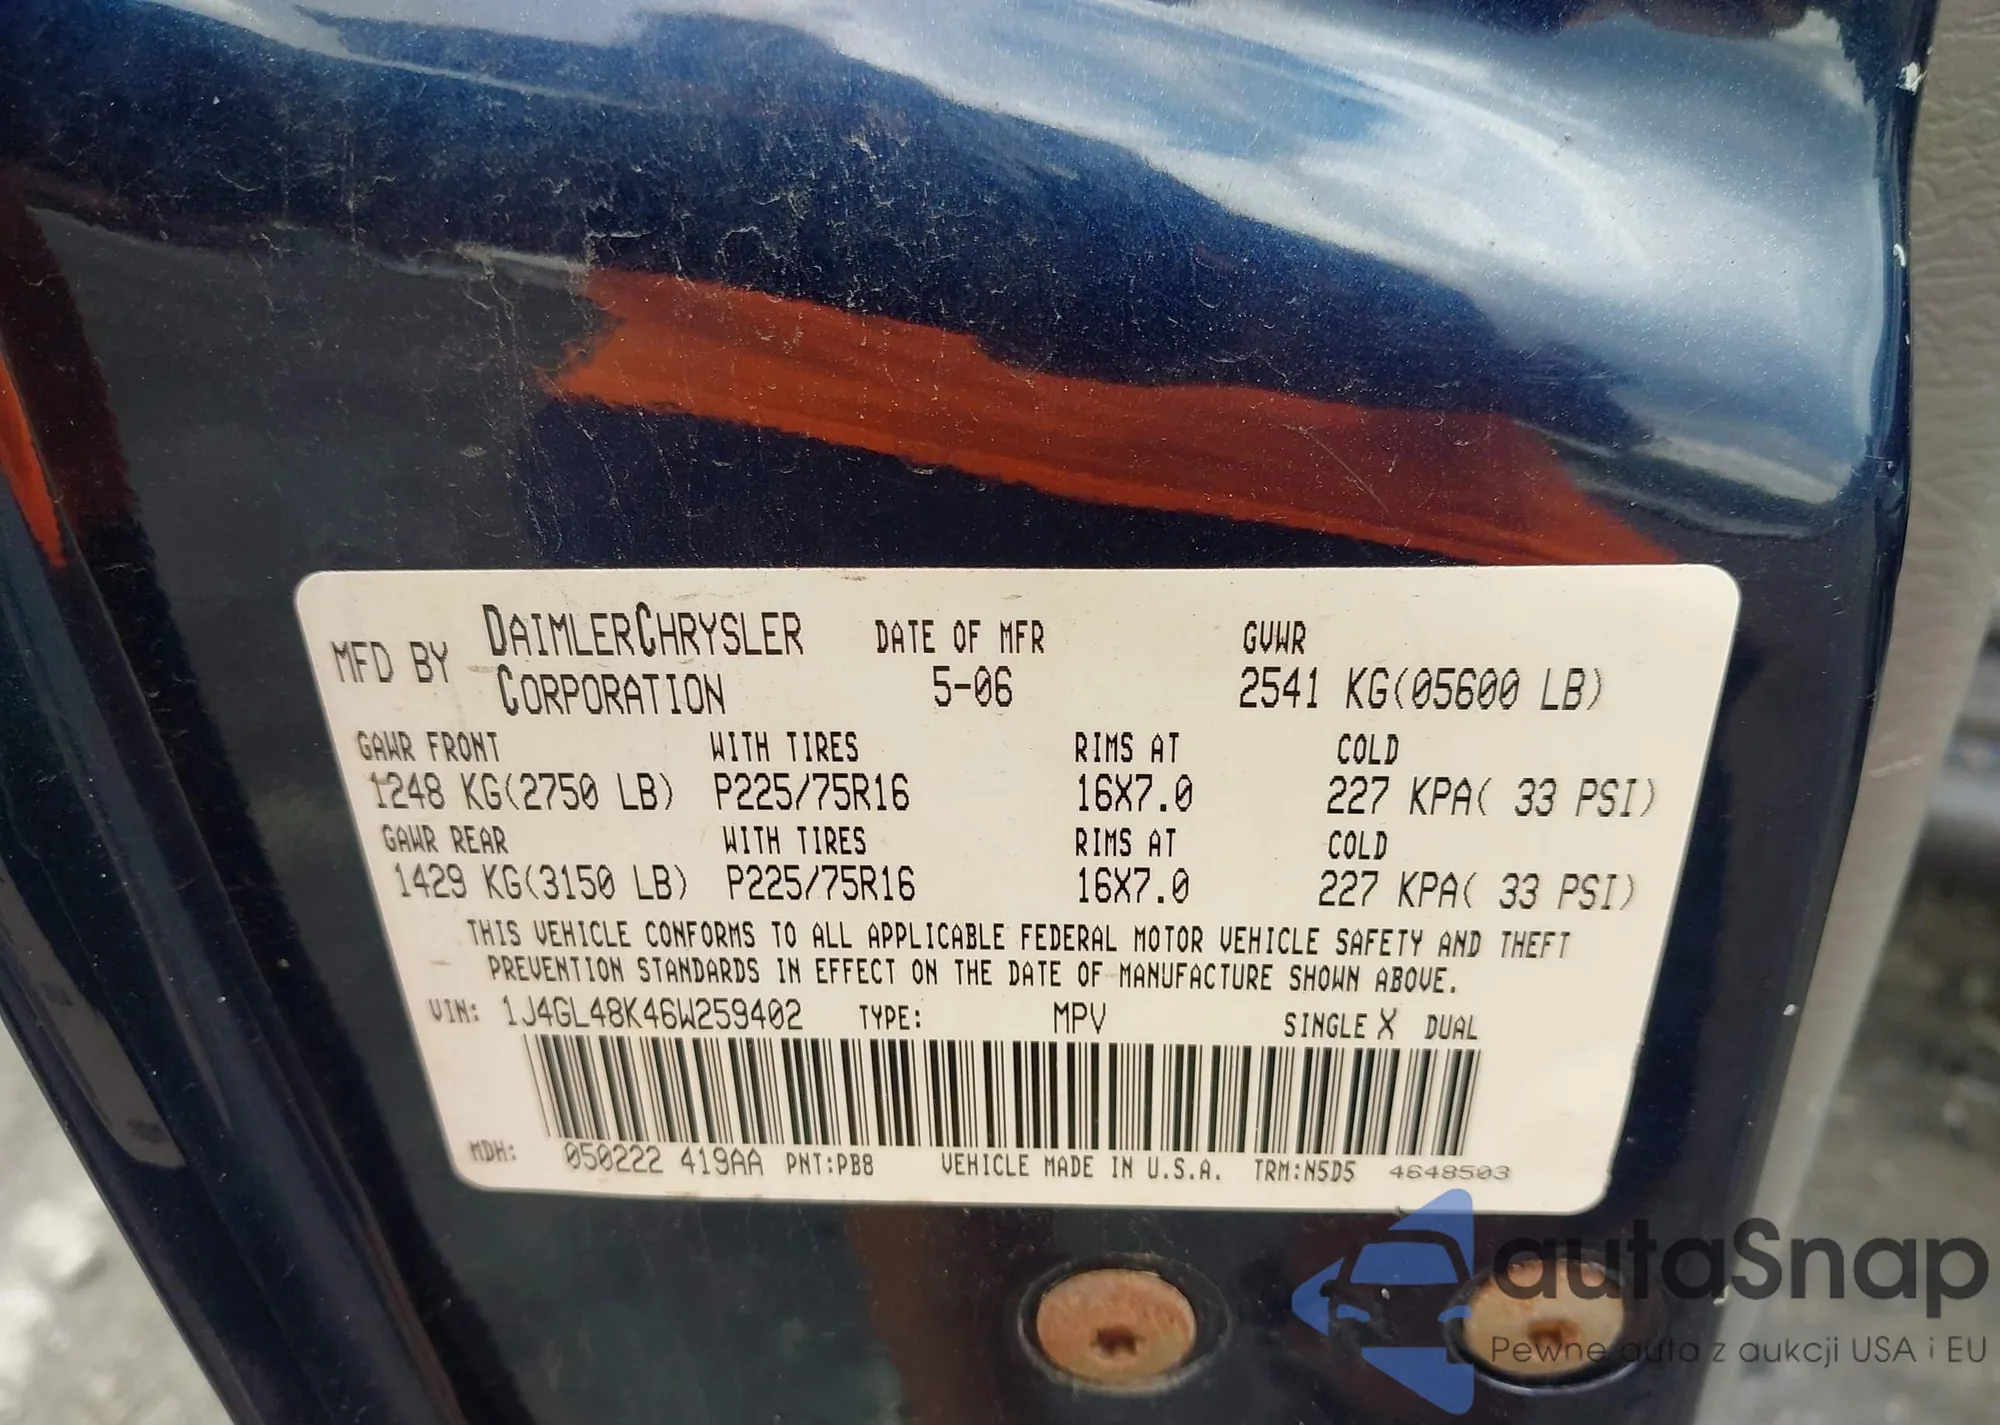 MFD BY DAIMLERCHRYSLER CORPORATION DATE OF MFR 5-06 GVWR 2541 KG(05600 LB)
GAWR FRONT WITH TIRES RIMS AT COLD
1248 KG(2750 LB) P225/75R16 16X7.0 227 KPA( 33 PSI)
GAWR REAR WITH TIRES RIMS AT COLD
1429 KG(3150 LB) P225/75R16 16X7.0 227 KPA( 33 PSI)
THIS VEHICLE CONFORMS TO ALL APPLICABLE FEDERAL MOTOR VEHICLE SAFETY AND THEFT
PREVENTION STANDARDS IN EFFECT ON THE DATE OF MANUFACTURE SHOWN ABOVE.
VIN: 1J4GL48K46W259402 TYPE: MPV SINGLE X DUAL
MDH: 050222 419AA PNT:PB8 VEHICLE MADE IN U.S.A. TRM:N5D5 4648503
autaSnap
Pewne auta z aukcji USA i EU